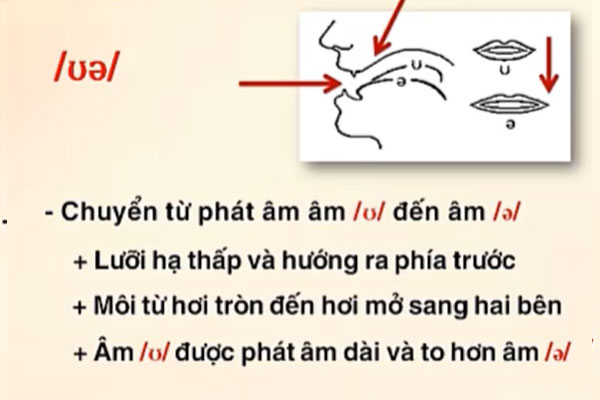 /ʊə/
ʊ
ə
ʊ
ə
- Chuyển từ phát âm âm /ʊ/ đến âm /ə/
+ Lưỡi hạ thấp và hướng ra phía trước
+ Môi từ hơi tròn đến hơi mở sang hai bên
+ Âm /ʊ/ được phát âm dài và to hơn âm /ə/